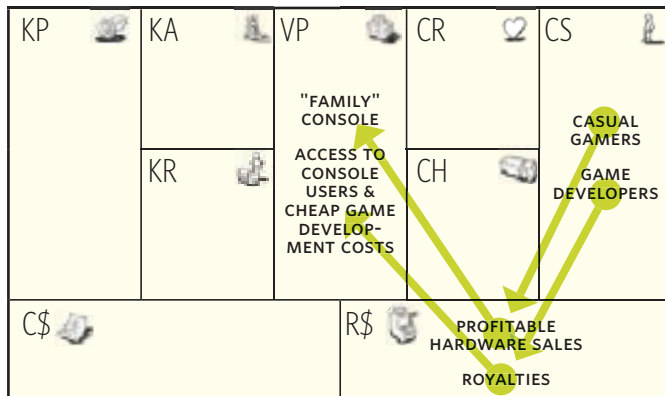 KP
KA
VP
CR
CS
"FAMILY"
CONSOLE
ACCESS TO
CONSOLE
USERS &
CHEAP GAME
DEVELOP-
MENT COSTS
CASUAL
GAMERS
GAME
DEVELOPERS
KR
CH
C$
R$
PROFITABLE
HARDWARE SALES
ROYALTIES